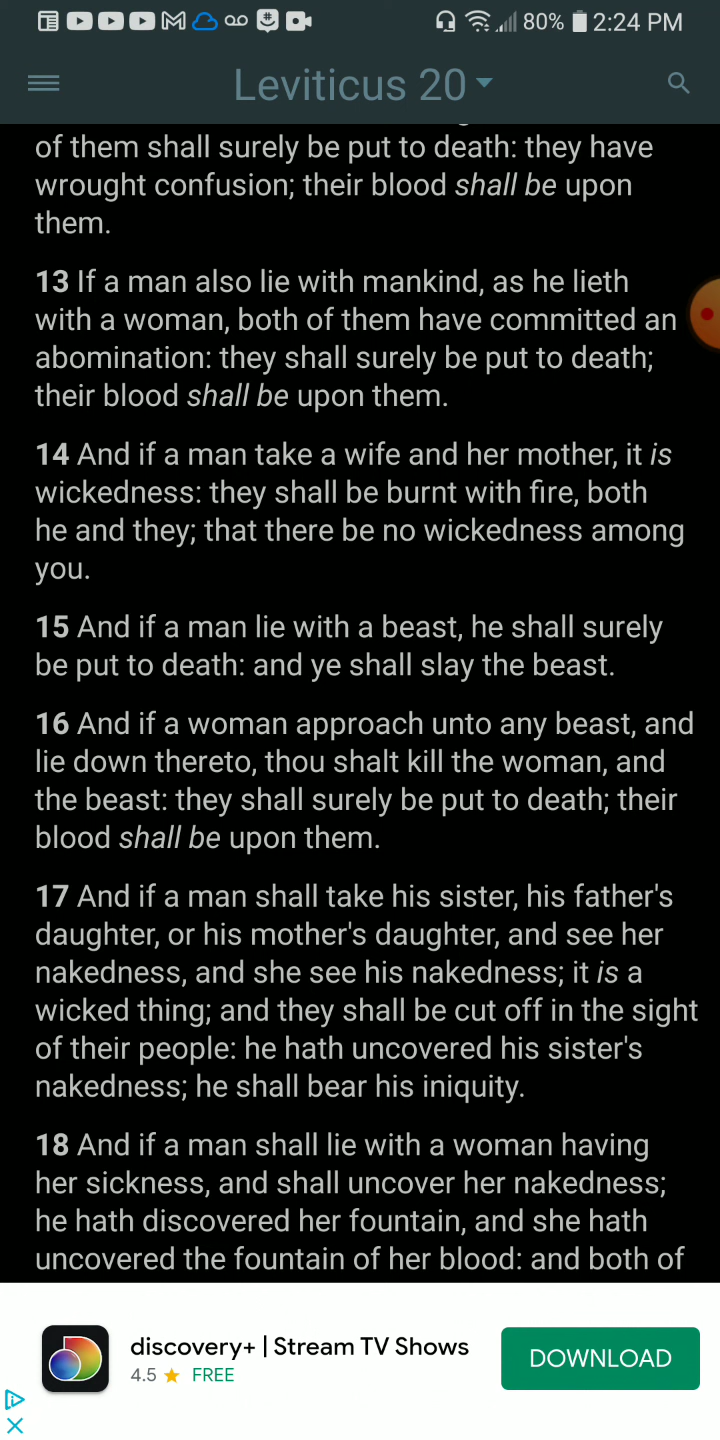 80% 2:24 PM
Leviticus 20
of them shall surely be put to death: they have
wrought confusion; their blood shall be upon
them.
13 If a man also lie with mankind, as he lieth
with a woman, both of them have committed an
abomination: they shall surely be put to death;
their blood shall be upon them.
14 And if a man take a wife and her mother, it is
wickedness: they shall be burnt with fire, both
he and they; that there be no wickedness among
you.
15 And if a man lie with a beast, he shall surely
be put to death: and ye shall slay the beast.
16 And if a woman approach unto any beast, and
lie down thereto, thou shalt kill the woman, and
the beast: they shall surely be put to death; their
blood shall be upon them.
17 And if a man shall take his sister, his father's
daughter, or his mother's daughter, and see her
nakedness, and she see his nakedness; it is a
wicked thing; and they shall be cut off in the sight
of their people: he hath uncovered his sister's
nakedness; he shall bear his iniquity.
18 And if a man shall lie with a woman having
her sickness, and shall uncover her nakedness;
he hath discovered her fountain, and she hath
uncovered the fountain of her blood: and both of
discovery+ | Stream TV Shows
4.5 ★ FREE
DOWNLOAD